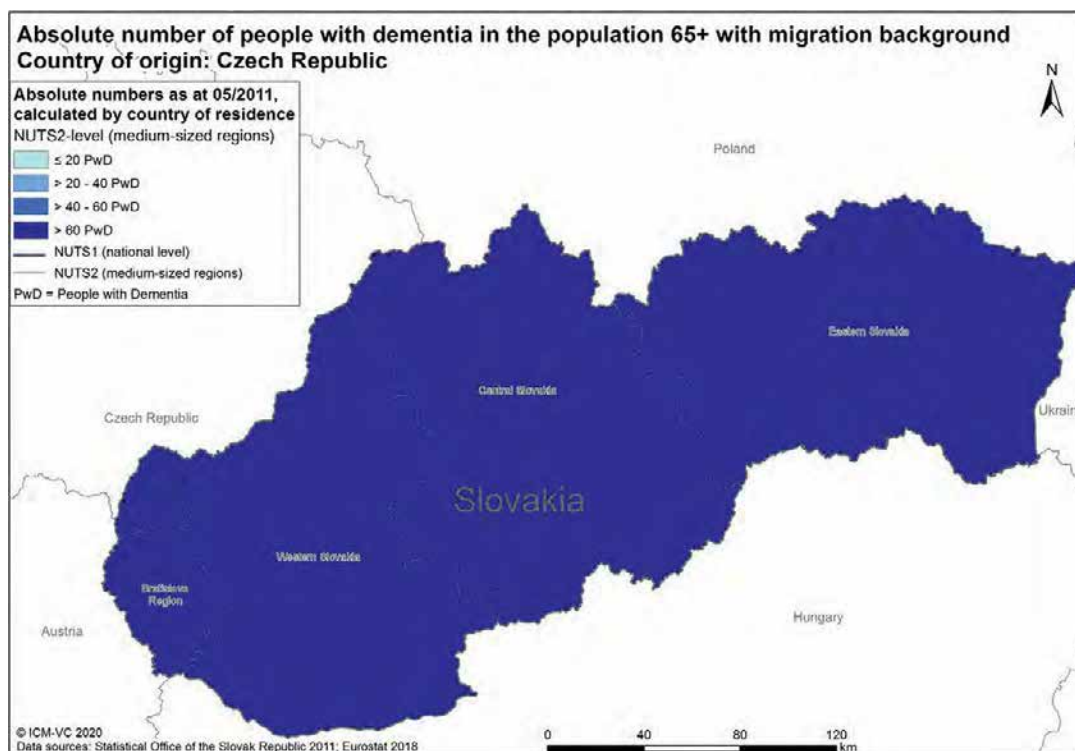 Absolute number of people with dementia in the population 65+ with migration background
Country of origin: Czech Republic
Absolute numbers as at 05/2011,
calculated by country of residence
NUTS2-level (medium-sized regions)
≤ 20 PwD
> 20 - 40 PwD
> 40 - 60 PwD
> 60 PwD
NUTS1 (national level)
NUTS2 (medium-sized regions)
PwD = People with Dementia
N
Poland
Eastern Slovakia
Central Slovakia
Czech Republic
Ukrain
Slovakia
Western Slovakia
Bratislava
Region
Austria
Hungary
© ICM-VC 2020
Data sources: Statistical Office of the Slovak Republic 2011; Eurostat 2018
0 40 80 120
km